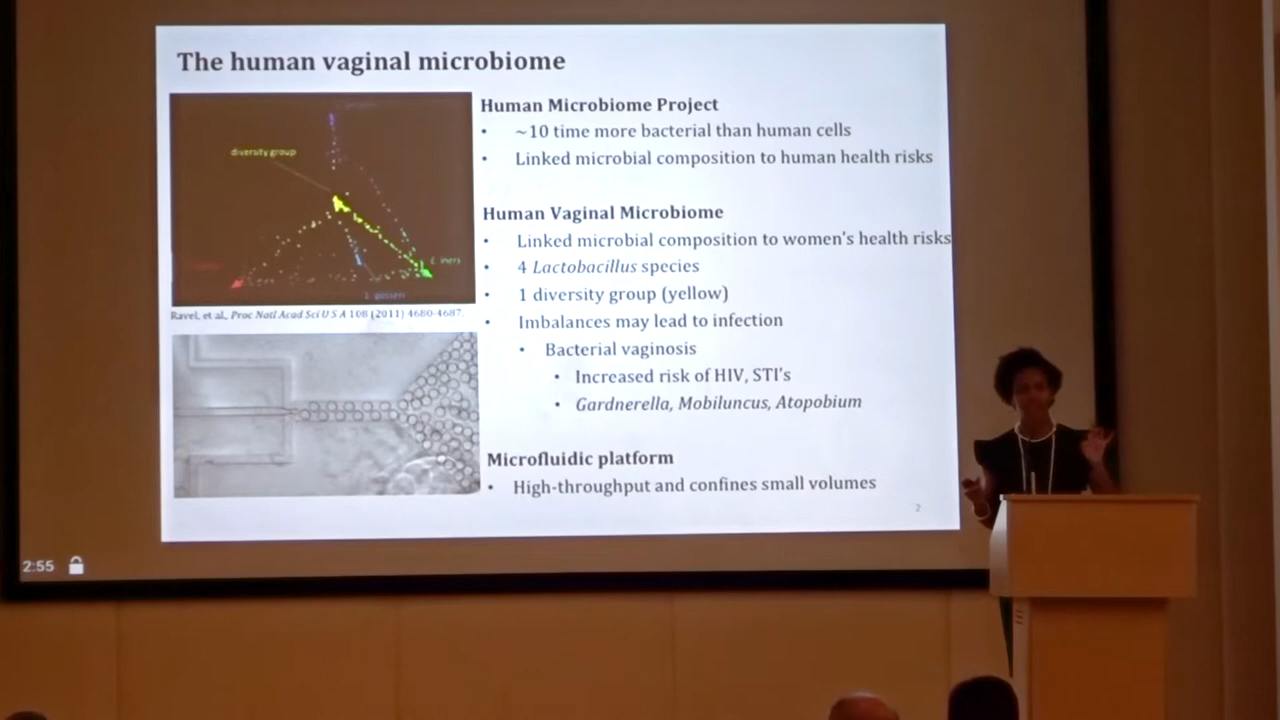 The human vaginal microbiome
diversity group
L. gasseri
Ravel, et al., Proc Natl Acad Sci U S A 108 (2011) 4680-4687.
Human Microbiome Project
• ~10 time more bacterial than human cells
• Linked microbial composition to human health risks
Human Vaginal Microbiome
• Linked microbial composition to women's health risks
• 4 Lactobacillus species
• 1 diversity group (yellow)
• Imbalances may lead to infection
• Bacterial vaginosis
• Increased risk of HIV, STI's
• Gardnerella, Mobiluncus, Atopobium
Microfluidic platform
• High-throughput and confines small volumes
2
2:55